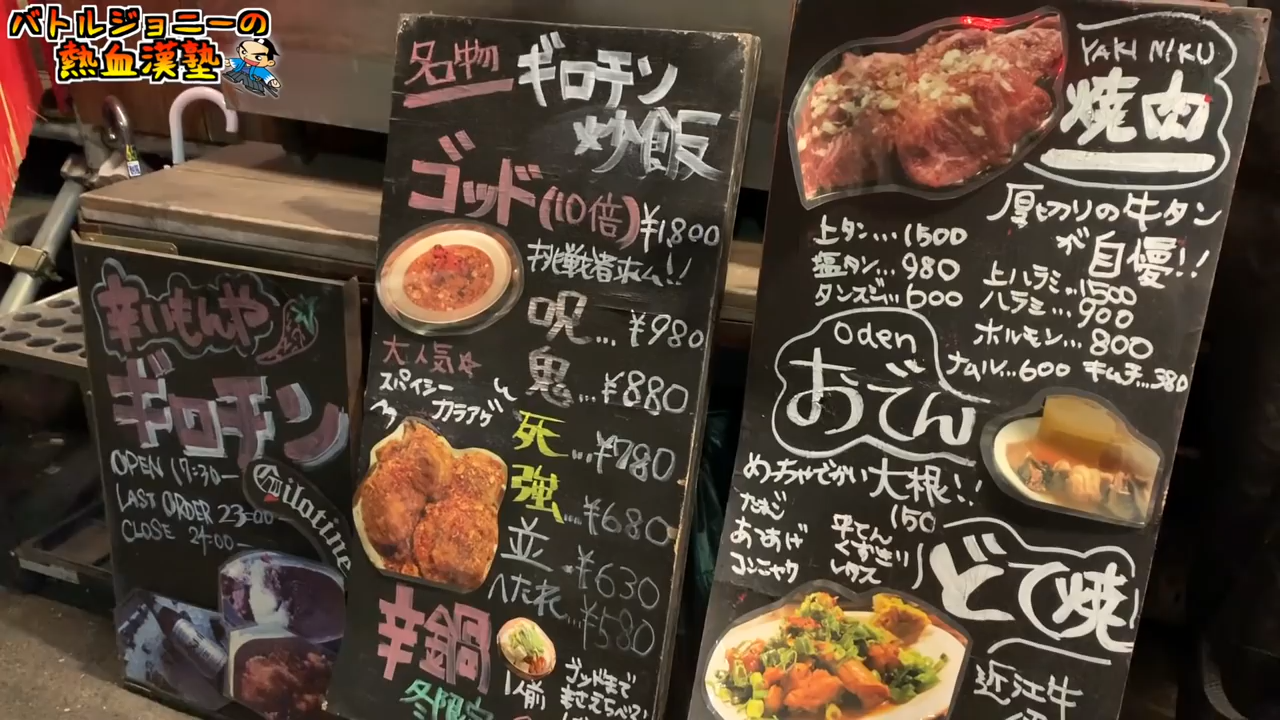 バトルジョニーの
熱血漢塾
辛いもんや
ギロチン
OPEN 17:30-
LAST ORDER 23:00-
CLOSE 24:00-
Guilotine
名物 ギロチン
炒飯
ゴッド(10倍) ¥1,800
挑戦者求ム!!
呪... ¥980
鬼... ¥880
死... ¥780
強... ¥680
並... ¥630
へたれ... ¥580
大人気☆
スパイシー
カラアゲ
辛鍋
冬限定
1人前
ゴッドまで
YAKI NIKU
焼肉
厚切りの牛タン
が自慢!!
上タン...1500
塩タン...980
タンスジ...600
上ハラミ...1500
ハラミ...900
ホルモン...800
ナムル...600 キムチ...380
Oden
おでん
めっちゃでかい大根!!
150
たまご
あつあげ
コンニャク
平てん
くずきり
レタス
どて焼!
近江牛